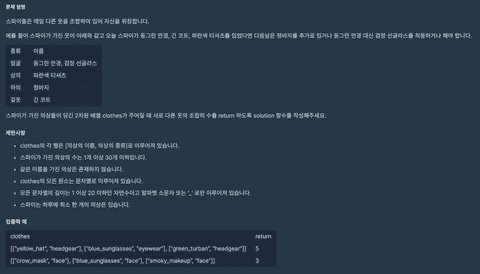 문제 설명
스파이들은 매일 다른 옷을 조합하여 입어 자신을 위장합니다.
예를 들어 스파이가 가진 옷이 아래와 같고 오늘 스파이가 동그란 안경, 긴 코트, 파란색 티셔츠를 입었다면 다음날은 청바지를 추가로 입거나 동그란 안경 대신 검정 선글라스를 착용하거나 해야 합니다.
종류 이름
얼굴 동그란 안경, 검정 선글라스
상의 파란색 티셔츠
하의 청바지
겉옷 긴 코트
스파이가 가진 의상들이 담긴 2차원 배열 clothes가 주어질 때 서로 다른 옷의 조합의 수를 return 하도록 solution 함수를 작성해주세요.
제한사항
• clothes의 각 행은 [의상의 이름, 의상의 종류]로 이루어져 있습니다.
• 스파이가 가진 의상의 수는 1개 이상 30개 이하입니다.
• 같은 이름을 가진 의상은 존재하지 않습니다.
• clothes의 모든 원소는 문자열로 이루어져 있습니다.
• 모든 문자열의 길이는 1 이상 20 이하인 자연수이고 알파벳 소문자 또는 '_' 로만 이루어져 있습니다.
• 스파이는 하루에 최소 한 개의 의상은 입습니다.
입출력 예
clothes return
[["yellow_hat", "headgear"], ["blue_sunglasses", "eyewear"], ["green_turban", "headgear"]] 5
[["crow_mask", "face"], ["blue_sunglasses", "face"], ["smoky_makeup", "face"]] 3